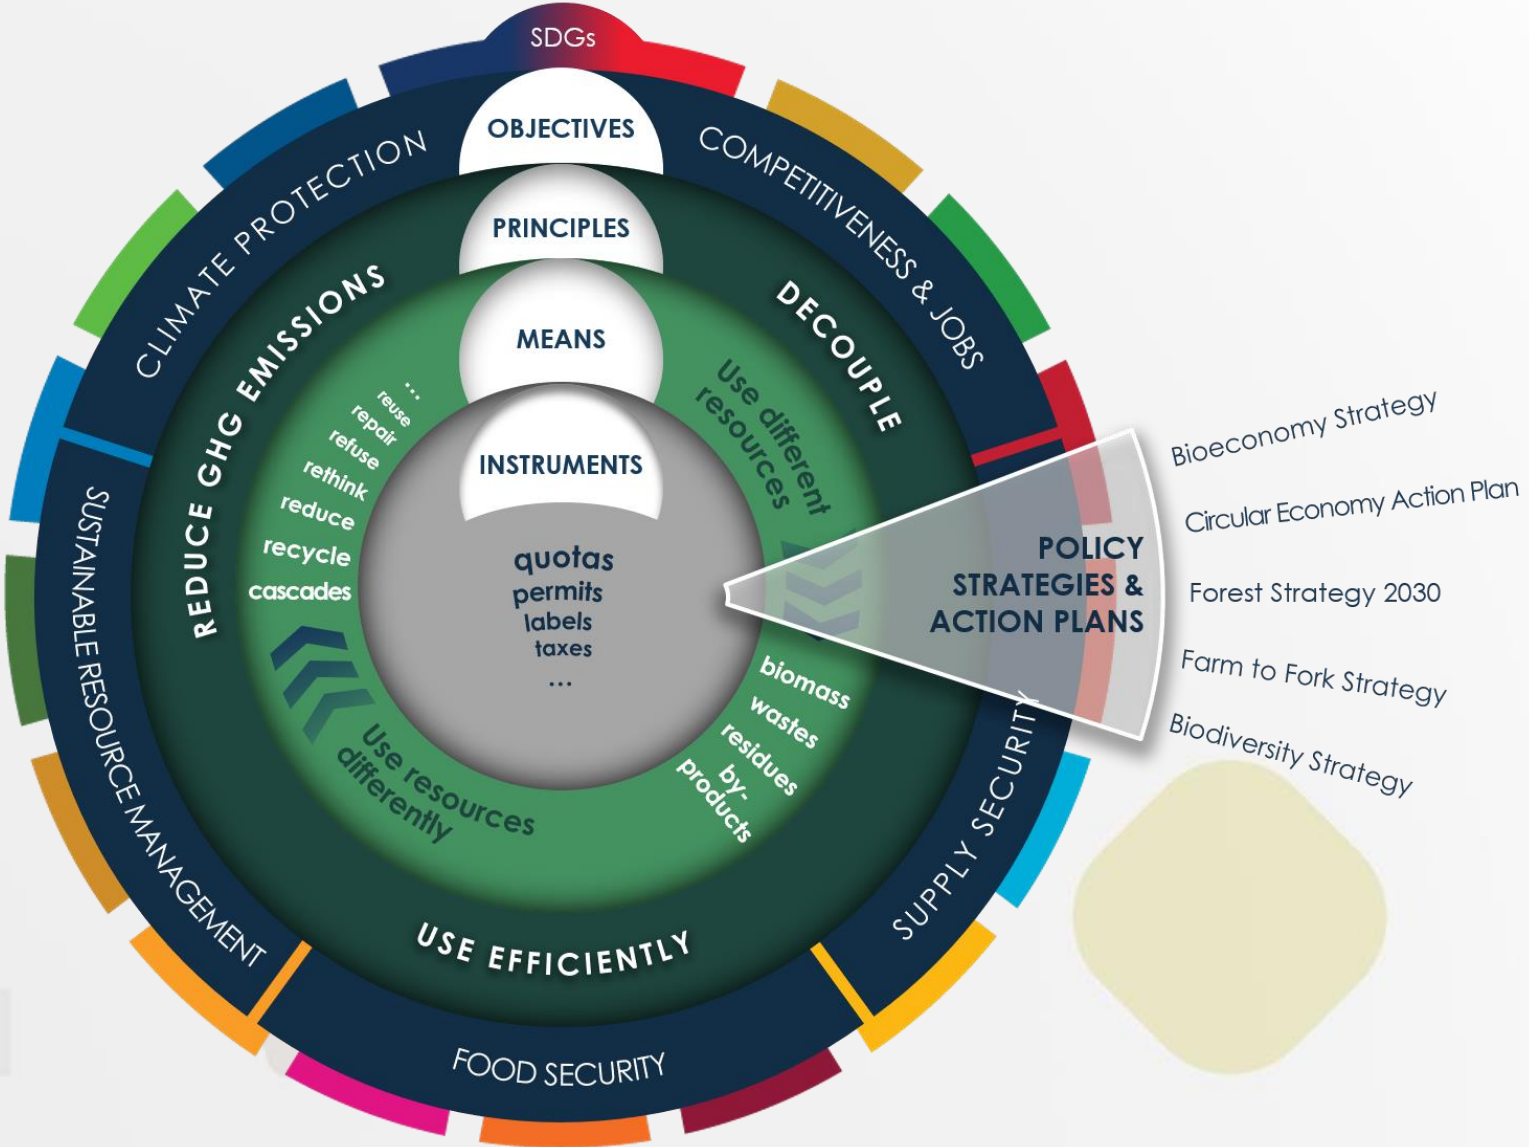 SDGs
OBJECTIVES
CLIMATE PROTECTION
COMPETITIVENESS & JOBS
SUSTAINABLE RESOURCE MANAGEMENT
FOOD SECURITY
SUPPLY SECURITY
PRINCIPLES
REDUCE GHG EMISSIONS
DECOUPLE
USE EFFICIENTLY
MEANS
Use different
resources
biomass
wastes
residues
by-
products
Use resources
differently
...
reuse
repair
refuse
rethink
reduce
recycle
cascades
INSTRUMENTS
quotas
permits
labels
taxes
...
POLICY
STRATEGIES &
ACTION PLANS
Bioeconomy Strategy
Circular Economy Action Plan
Forest Strategy 2030
Farm to Fork Strategy
Biodiversity Strategy